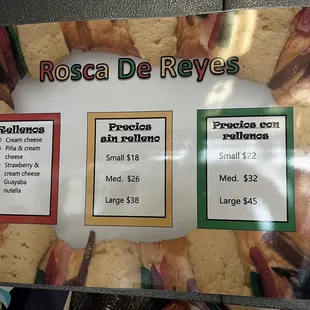 Rosca De Reyes
Rellenos
Cream cheese
Piña & cream
cheese
Strawberry &
cream cheese
Guayaba
nutella
Precios
sin relleno
Small $18
Med. $26
Large $38
Precios con
rellenos
Small $22
Med. $32
Large $45